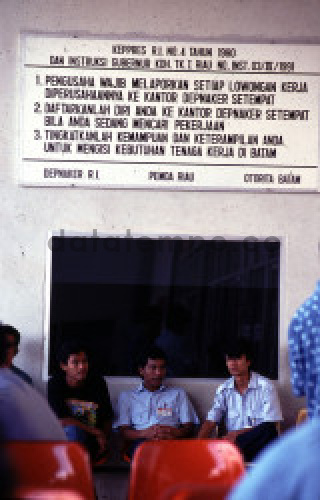 KEPPRES R.I. NO.4 TAHUN 1980
DAN INSTRUKSI GUBERNUR KDH. TK I RIAU NO. INST. 03/III/1991
1. PENGUSAHA WAJIB MELAPORKAN SETIAP LOWONGAN KERJA
DIPERUSAHAANNYA KE KANTOR DEPNAKER SETEMPAT
2. DAFTARKANLAH DIRI ANDA KE KANTOR DEPNAKER SETEMPAT
BILA ANDA SEDANG MENCARI PEKERJAAN
3. TINGKATKANLAH KEMAMPUAN DAN KETERAMPILAN ANDA,
UNTUK MENGISI KEBUTUHAN TENAGA KERJA DI BATAM
DEPNAKER R.I. PEMDA RIAU OTORITA BATAM
datatempo.co